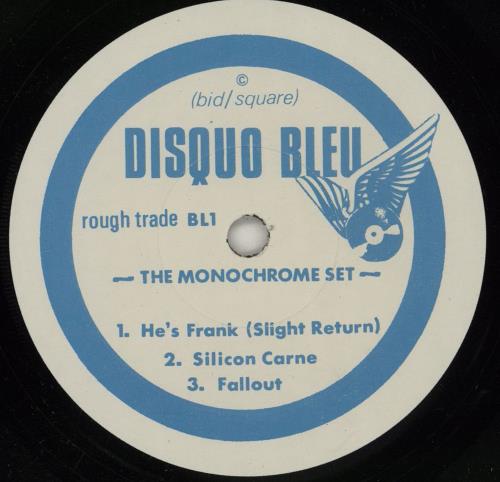 ©
(bid/square)
DISQUO BLEU
rough trade BL1
~ THE MONOCHROME SET ~
1. He's Frank (Slight Return)
2. Silicon Carne
3. Fallout